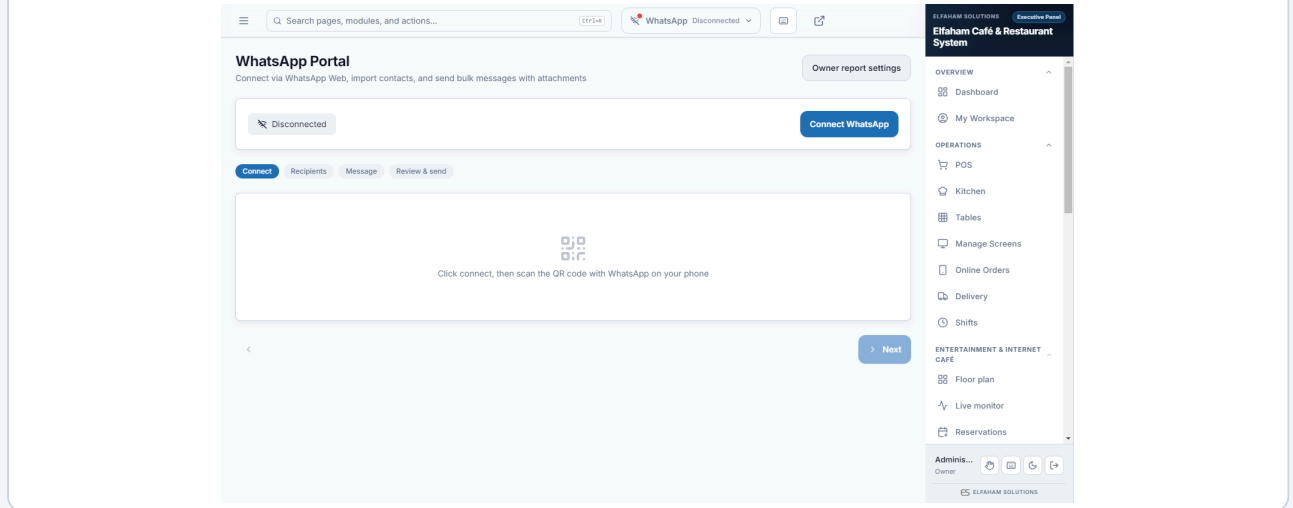 Search pages, modules, and actions...
Ctrl+K
WhatsApp Disconnected
WhatsApp Portal
Connect via WhatsApp Web, import contacts, and send bulk messages with attachments
Owner report settings
Disconnected
Connect WhatsApp
Connect
Recipients
Message
Review & send
Click connect, then scan the QR code with WhatsApp on your phone
Next
ELFAHAM SOLUTIONS
Executive Panel
Elfaham Café & Restaurant
System
OVERVIEW
Dashboard
My Workspace
OPERATIONS
POS
Kitchen
Tables
Manage Screens
Online Orders
Delivery
Shifts
ENTERTAINMENT & INTERNET
CAFÉ
Floor plan
Live monitor
Reservations
Adminis...
Owner
ES ELFAHAM SOLUTIONS